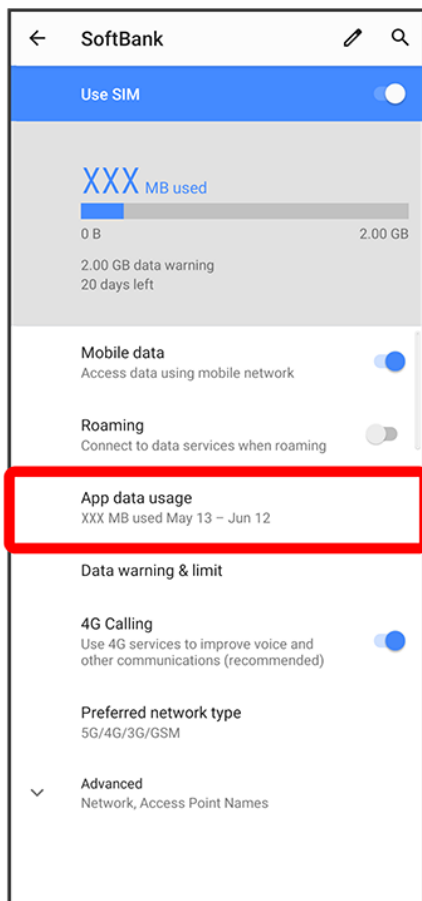 SoftBank
Use SIM
XXX MB used
0 B 2.00 GB
2.00 GB data warning
20 days left
Mobile data
Access data using mobile network
Roaming
Connect to data services when roaming
App data usage
XXX MB used May 13 – Jun 12
Data warning & limit
4G Calling
Use 4G services to improve voice and
other communications (recommended)
Preferred network type
5G/4G/3G/GSM
Advanced
Network, Access Point Names